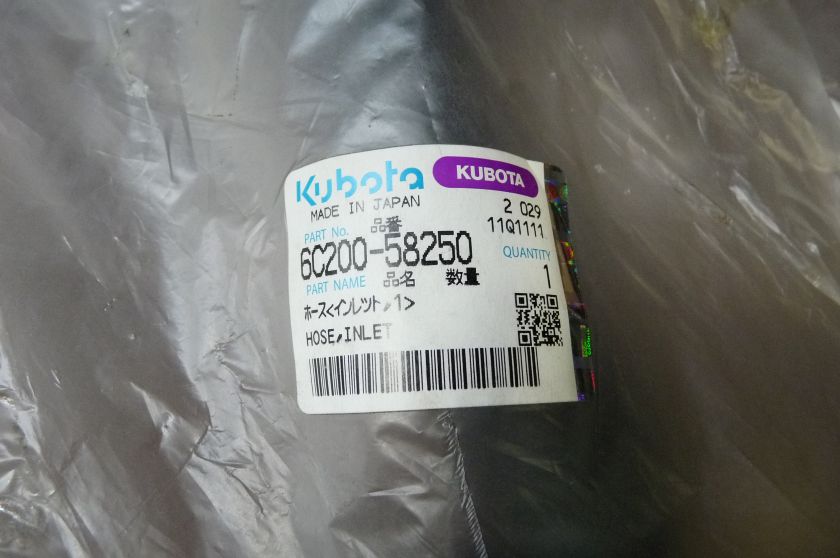 Kubota KUBOTA
MADE IN JAPAN 2 029
PART No. 品番 11Q1111
6C200-58250 QUANTITY
PART NAME 品名 数量 1
ホース<インレット,1>
HOSE,INLET